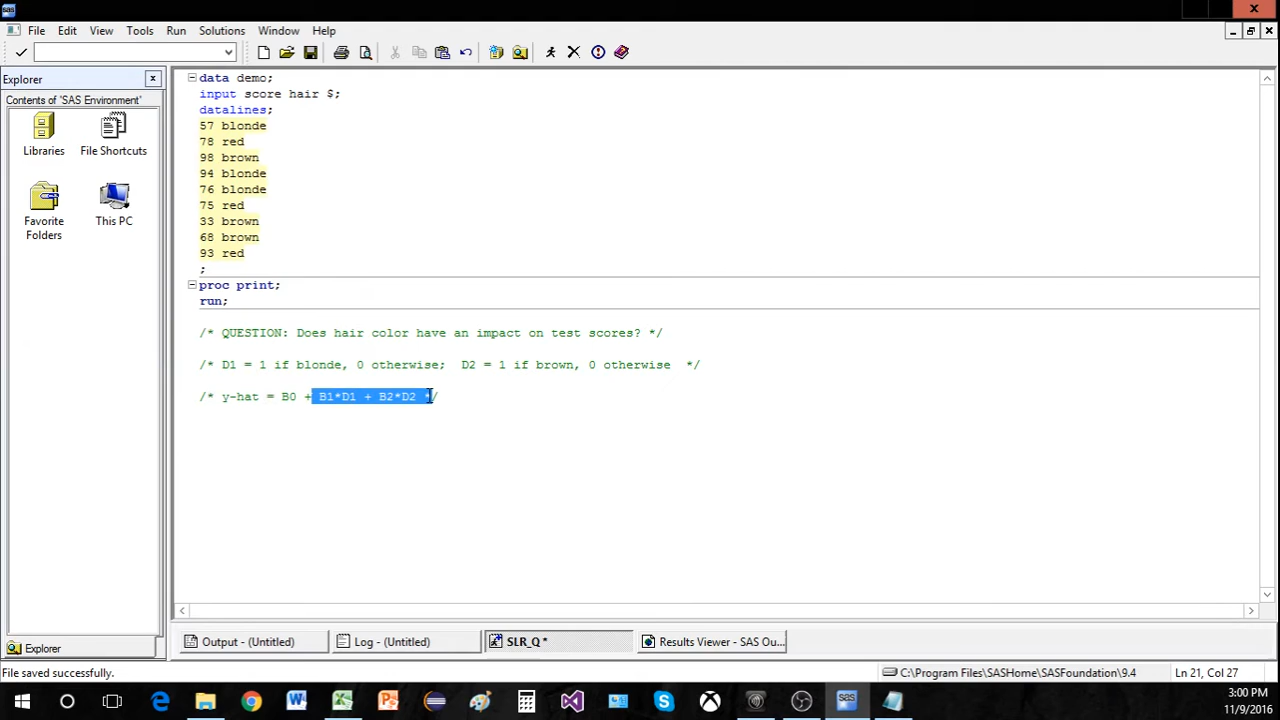 File Edit View Tools Run Solutions Window Help
Explorer
Contents of 'SAS Environment'
Libraries
File Shortcuts
Favorite Folders
This PC
data demo;
input score hair $;
datalines;
57 blonde
78 red
98 brown
94 blonde
76 blonde
75 red
33 brown
68 brown
93 red
;
proc print;
run;
/* QUESTION: Does hair color have an impact on test scores? */
/* D1 = 1 if blonde, 0 otherwise;  D2 = 1 if brown, 0 otherwise  */
/* y-hat = B0 + B1*D1 + B2*D2 */
Explorer
Output - (Untitled)
Log - (Untitled)
SLR_Q *
Results Viewer - SAS Ou...
File saved successfully.
C:\Program Files\SASHome\SASFoundation\9.4
Ln 21, Col 27
3:00 PM
11/9/2016